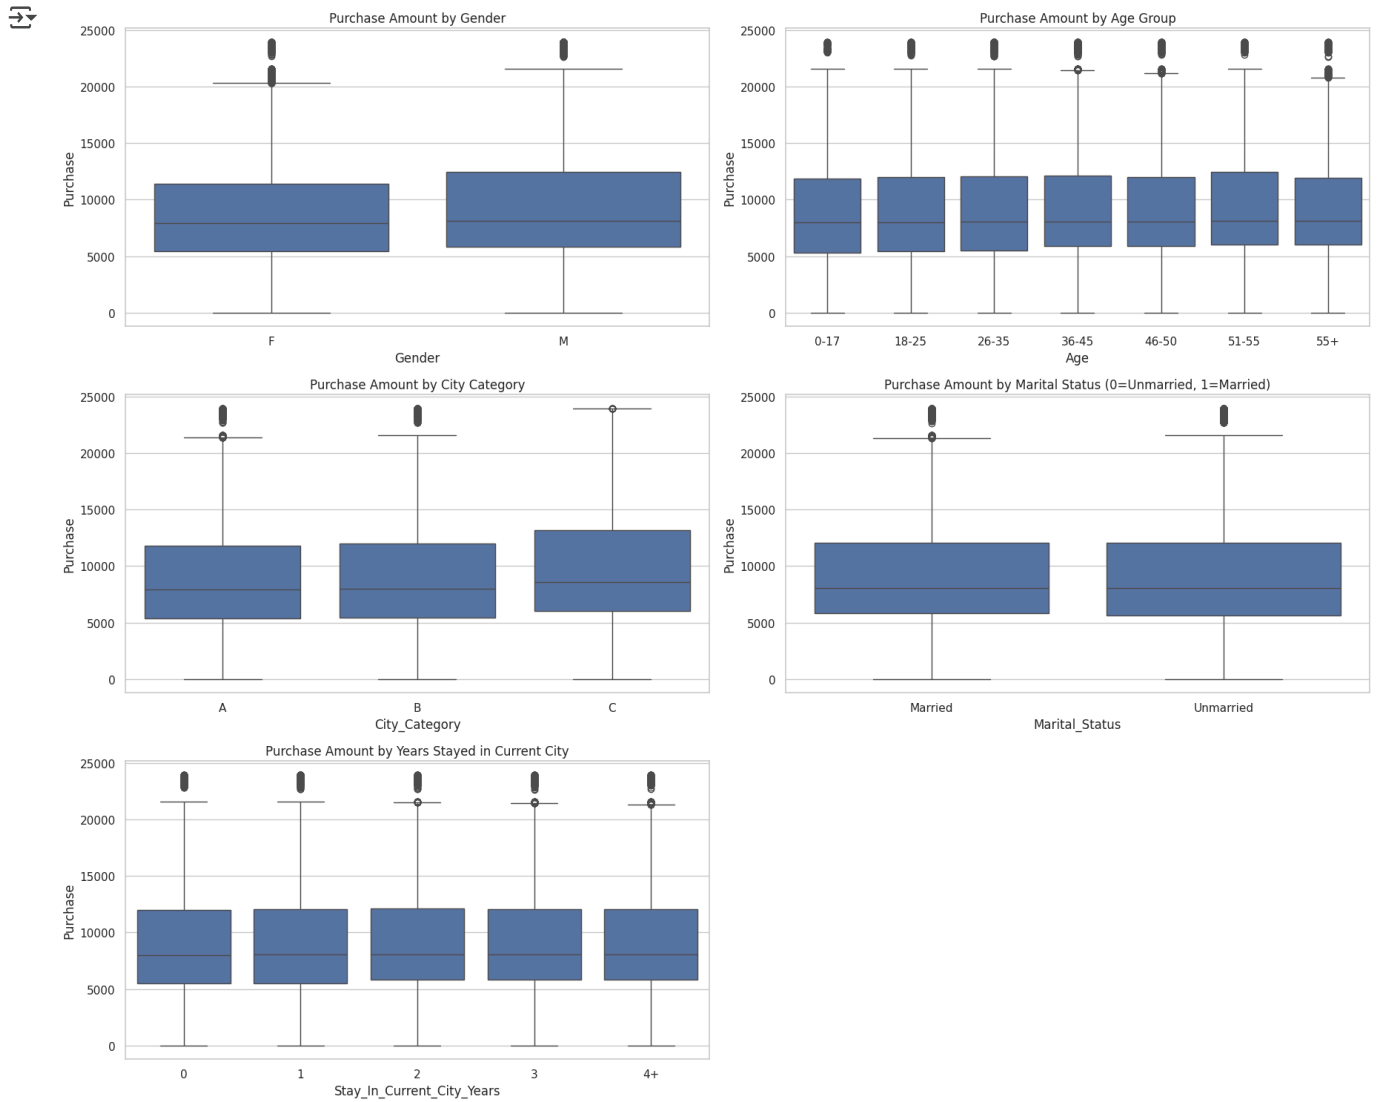 Purchase Amount by Gender
25000
20000
15000
10000
5000
0
Purchase
F M
Gender
Purchase Amount by Age Group
25000
20000
15000
10000
5000
0
Purchase
0-17 18-25 26-35 36-45 46-50 51-55 55+
Age
Purchase Amount by City Category
25000
20000
15000
10000
5000
0
Purchase
A B C
City_Category
Purchase Amount by Marital Status (0=Unmarried, 1=Married)
25000
20000
15000
10000
5000
0
Purchase
Married Unmarried
Marital_Status
Purchase Amount by Years Stayed in Current City
25000
20000
15000
10000
5000
0
Purchase
0 1 2 3 4+
Stay_In_Current_City_Years